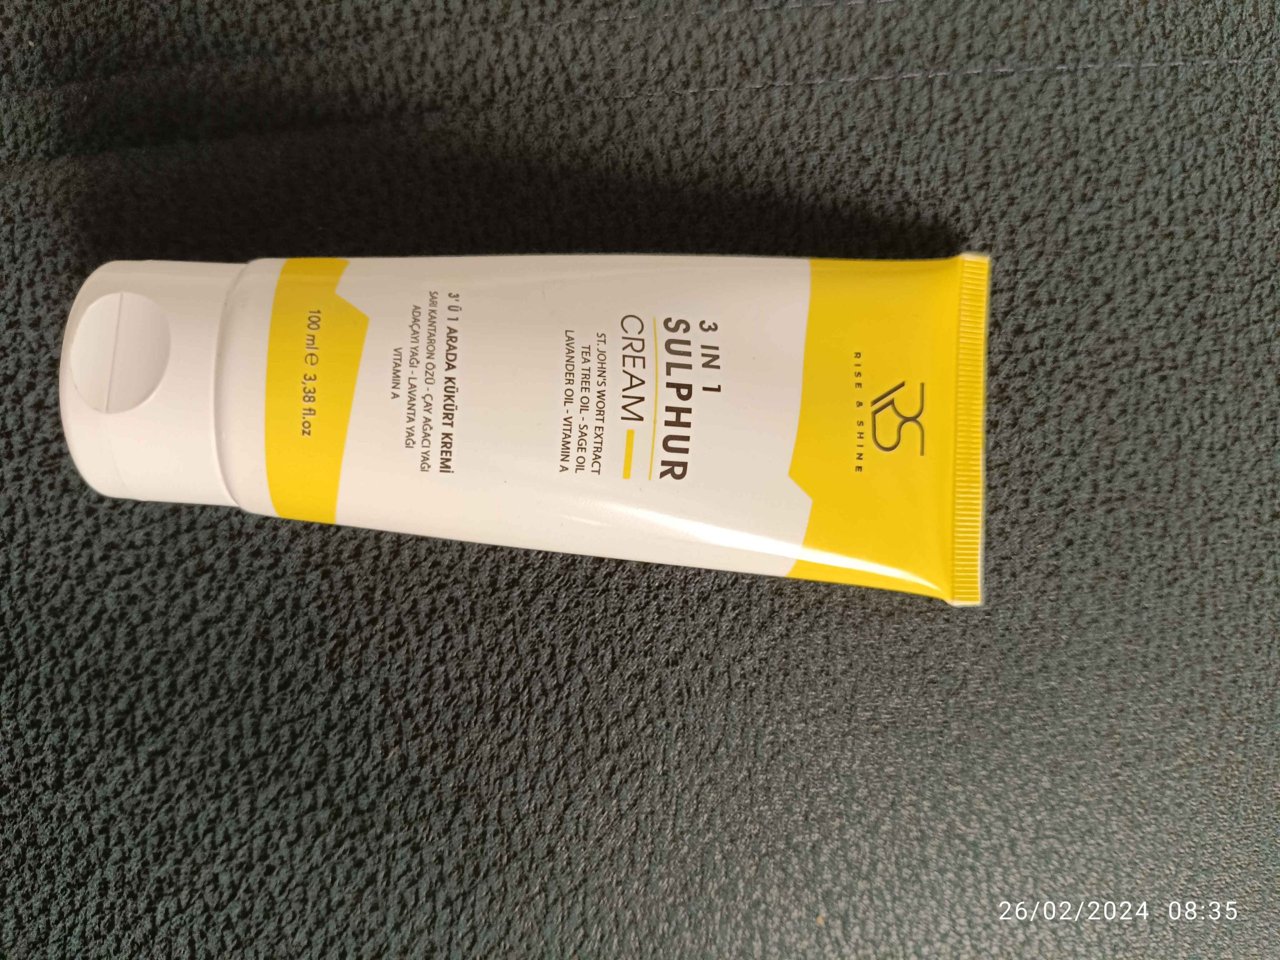 RS
RISE & SHINE
3 IN 1
SULPHUR
CREAM
ST. JOHN'S WORT EXTRACT
TEA TREE OIL - SAGE OIL
LAVANDER OIL - VITAMIN A
3' Ü 1 ARADA KÜKÜRT KREMİ
SARI KANTARON ÖZÜ - ÇAY AĞACI YAĞI
ADAÇAYI YAĞI - LAVANTA YAĞI
VITAMIN A
100 ml e 3,38 fl.oz
26/02/2024 08:35